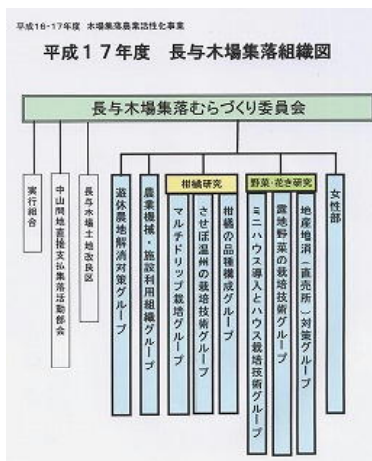 平成16-17年度 木場集落農業活性化事業
平成17年度 長与木場集落組織図
長与木場集落むらづくり委員会
実行組合
中山間地直接支払集落活動部会
長与木場土地改良区
遊休農地解消対策グループ
農業機械・施設利用組織グループ
柑橘研究
マルチドリップ栽培グループ
させぼ温州の栽培技術グループ
柑橘の品種構成グループ
野菜・花き研究
ミニハウス導入とハウス栽培技術グループ
露地野菜の栽培技術グループ
地産地消(直売所)対策グループ
女性部